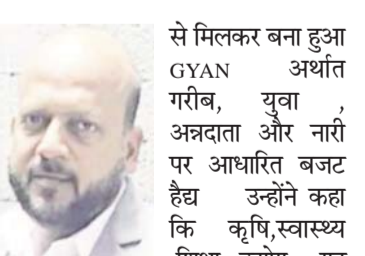 से मिलकर बना हुआ
GYAN अर्थात
गरीब, युवा ,
अन्नदाता और नारी
पर आधारित बजट
हैद्य उन्होंने कहा
कि कृषि,स्वास्थ्य